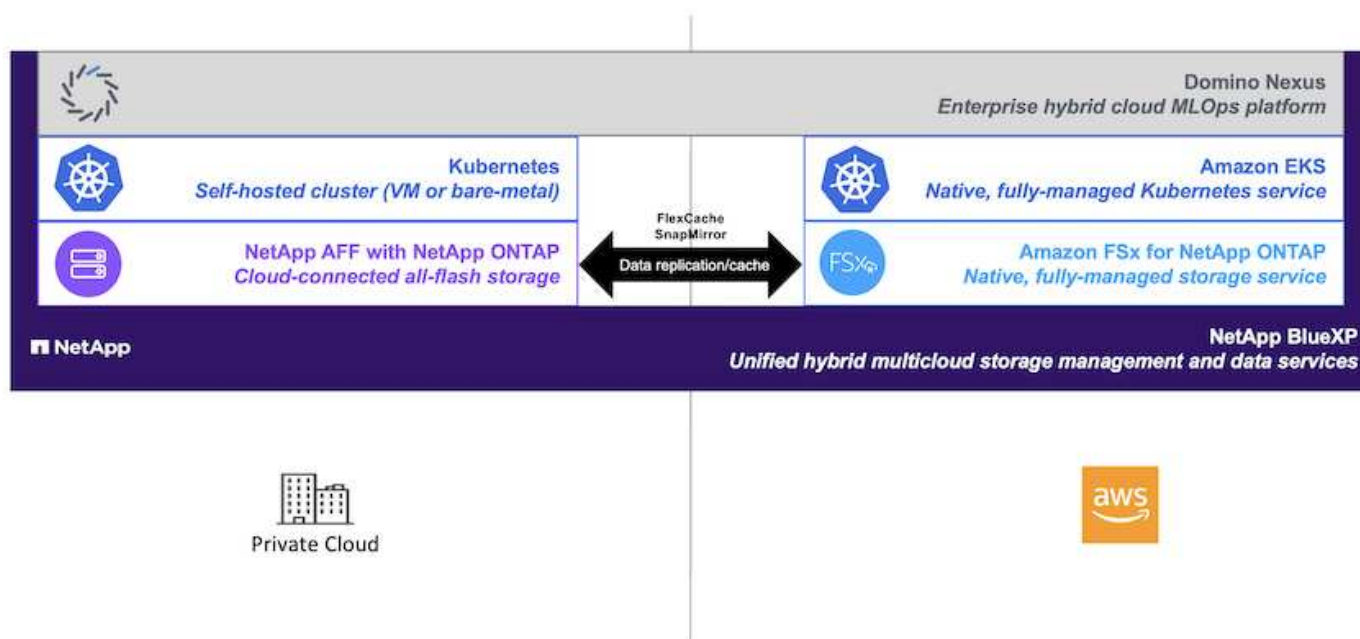 Domino Nexus
Enterprise hybrid cloud MLOps platform
Kubernetes
Self-hosted cluster (VM or bare-metal)
Amazon EKS
Native, fully-managed Kubernetes service
FlexCache
SnapMirror
Data replication/cache
NetApp AFF with NetApp ONTAP
Cloud-connected all-flash storage
FSx
Amazon FSx for NetApp ONTAP
Native, fully-managed storage service
NetApp
NetApp BlueXP
Unified hybrid multicloud storage management and data services
Private Cloud
aws